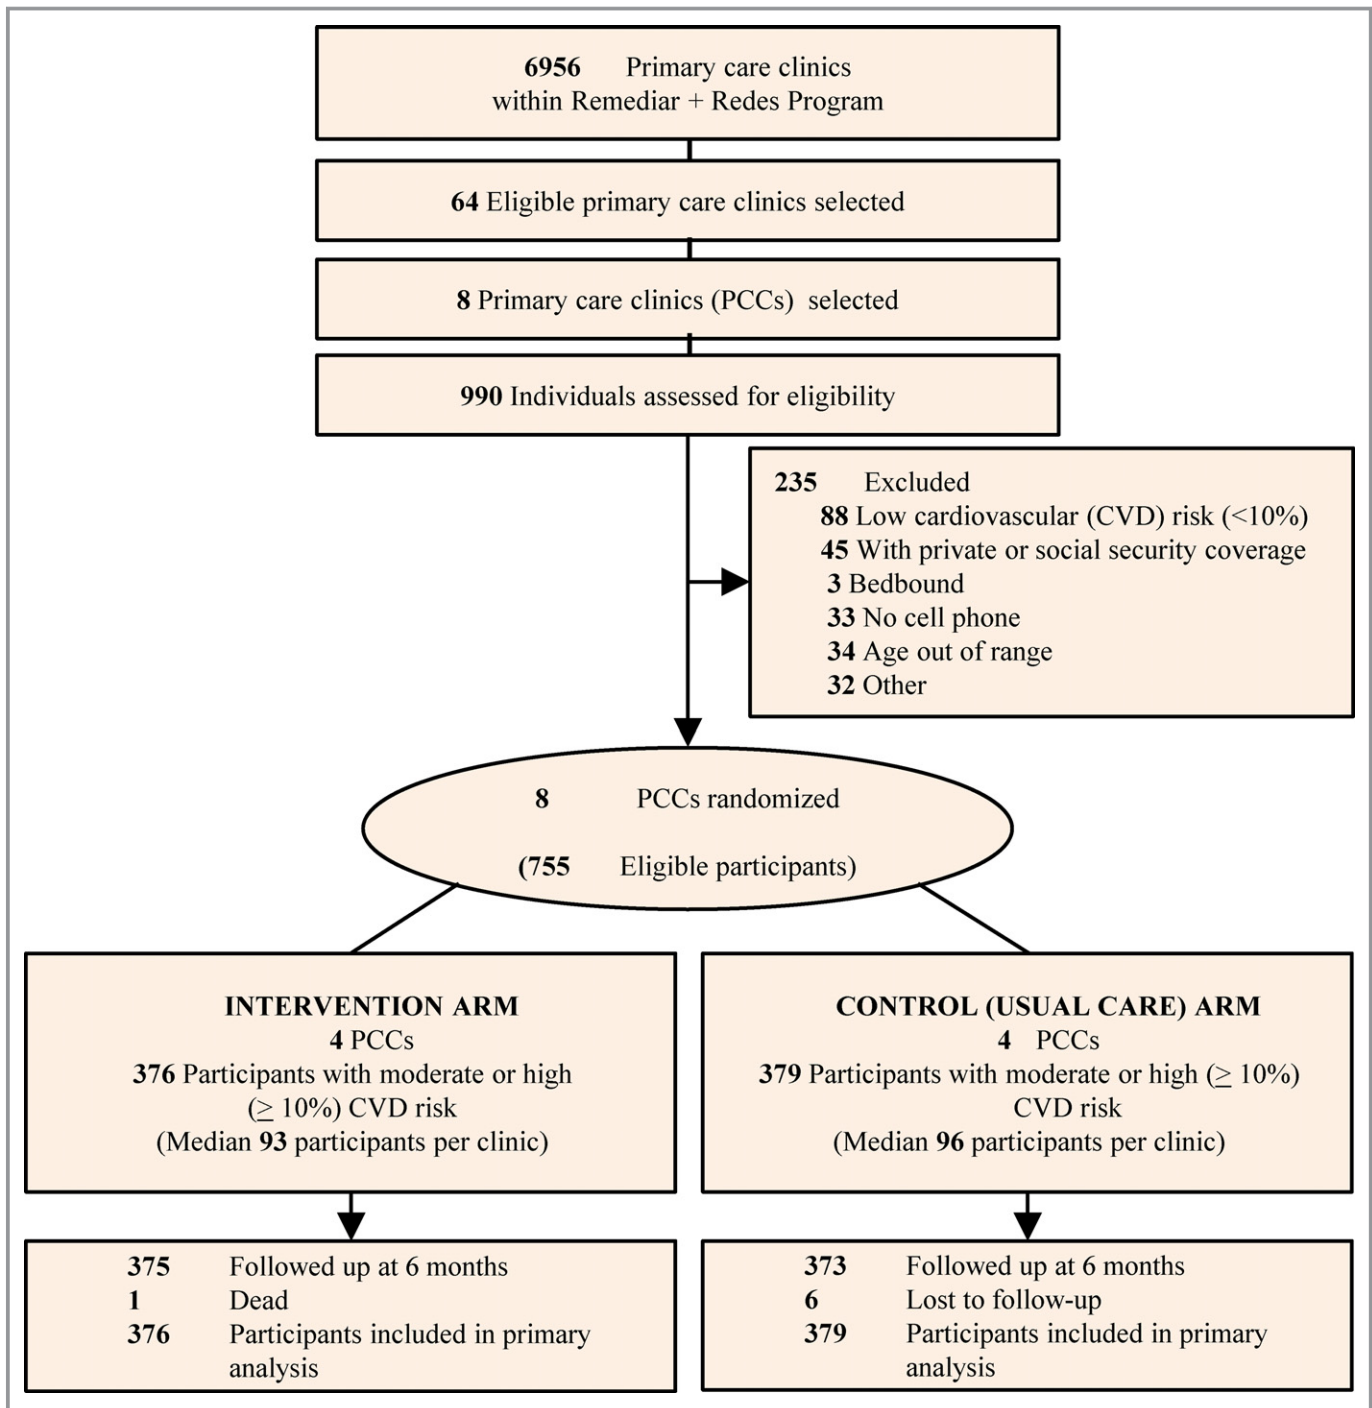 6956 Primary care clinics
within Remediar + Redes Program
64 Eligible primary care clinics selected
8 Primary care clinics (PCCs) selected
990 Individuals assessed for eligibility
235 Excluded
88 Low cardiovascular (CVD) risk (<10%)
45 With private or social security coverage
3 Bedbound
33 No cell phone
34 Age out of range
32 Other
8 PCCs randomized
(755 Eligible participants)
INTERVENTION ARM
4 PCCs
376 Participants with moderate or high
(≥ 10%) CVD risk
(Median 93 participants per clinic)
CONTROL (USUAL CARE) ARM
4 PCCs
379 Participants with moderate or high (≥ 10%)
CVD risk
(Median 96 participants per clinic)
375 Followed up at 6 months
1 Dead
376 Participants included in primary
analysis
373 Followed up at 6 months
6 Lost to follow-up
379 Participants included in primary
analysis